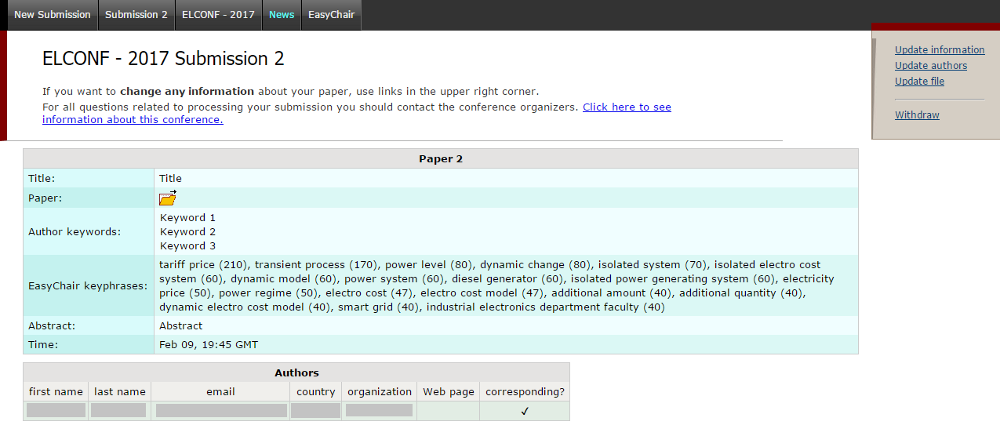 New Submission Submission 2 ELCONF - 2017 News EasyChair
ELCONF - 2017 Submission 2
If you want to change any information about your paper, use links in the upper right corner.
For all questions related to processing your submission you should contact the conference organizers. Click here to see
information about this conference.
Update information
Update authors
Update file
Withdraw
Paper 2
Title: Title
Paper:
Author keywords:
Keyword 1
Keyword 2
Keyword 3
EasyChair keyphrases:
tariff price (210), transient process (170), power level (80), dynamic change (80), isolated system (70), isolated electro cost
system (60), dynamic model (60), power system (60), diesel generator (60), isolated power generating system (60), electricity
price (50), power regime (50), electro cost (47), electro cost model (47), additional amount (40), additional quantity (40),
dynamic electro cost model (40), smart grid (40), industrial electronics department faculty (40)
Abstract: Abstract
Time: Feb 09, 19:45 GMT
Authors
first name last name email country organization Web page corresponding?
✓